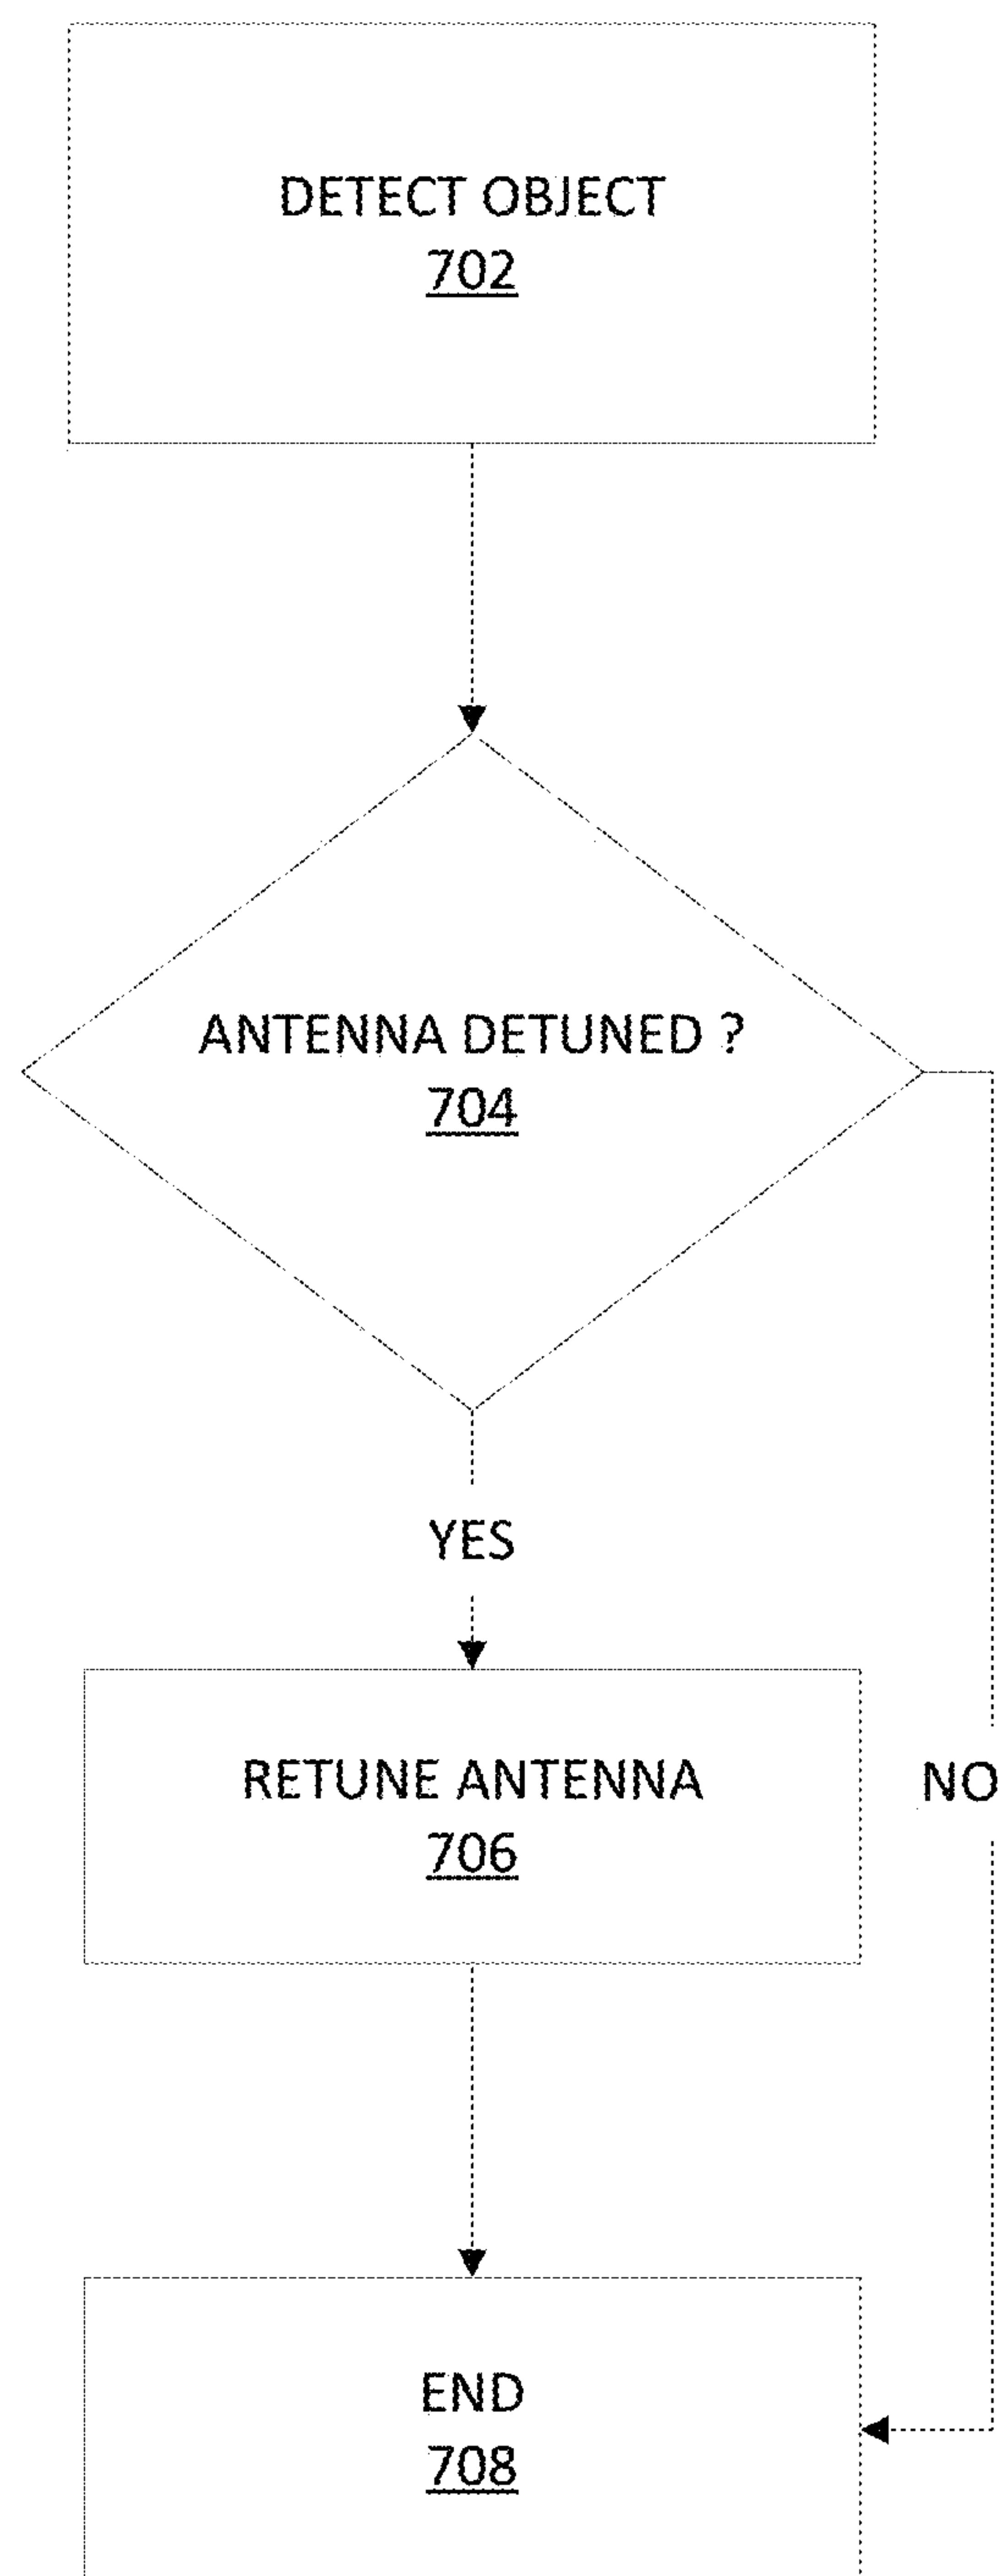 DETECT OBJECT
702
ANTENNA DETUNED ?
704
YES
RETUNE ANTENNA
706
NO
END
708